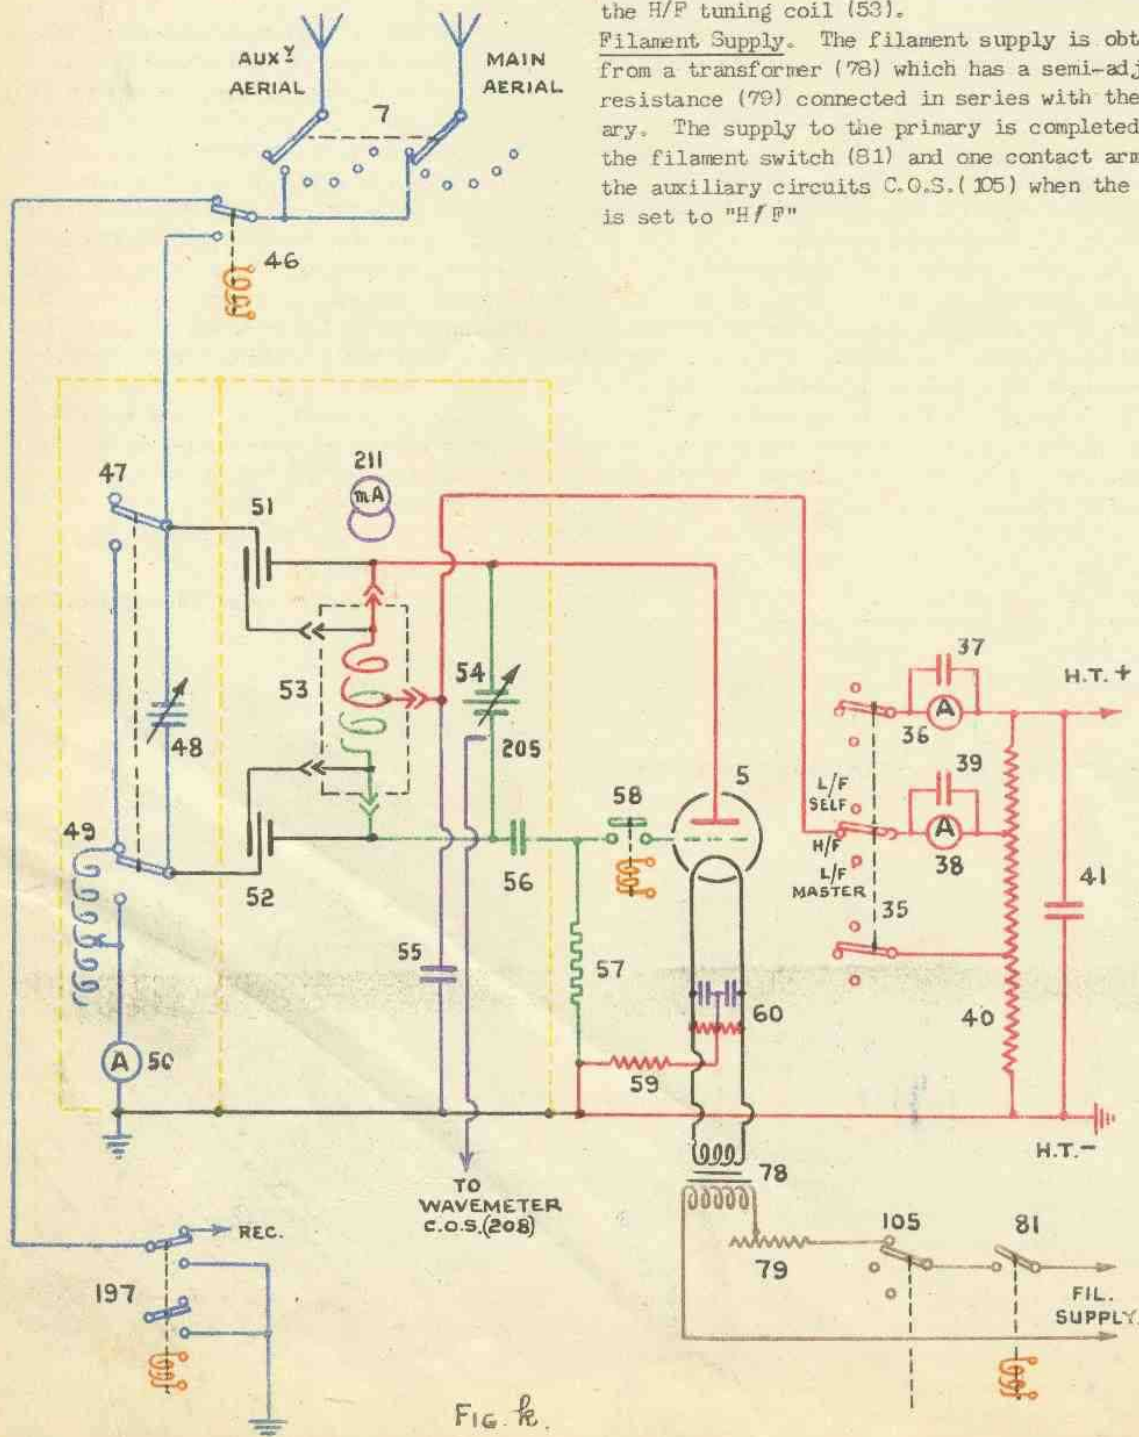 the H/F tuning coil (53).
Filament Supply. The filament supply is obt
from a transformer (78) which has a semi-adj
resistance (79) connected in series with the
ary. The supply to the primary is completed
the filament switch (81) and one contact arm
the auxiliary circuits C.O.S.(105) when the
is set to "H/F"
AUXY
AERIAL
MAIN
AERIAL
7
46
47
211
mA
51
37
53
54
H.T. +
48
205
A
36
39
5
58
L/F
SELF
49
H/F
A
38
L/F
MASTER
41
52
56
35
55
57
60
40
A 50
59
H.T.-
78
TO
WAVEMETER
C.O.S.(208)
REC.
105
81
79
197
FIL.
SUPPLY.
FIG. k.